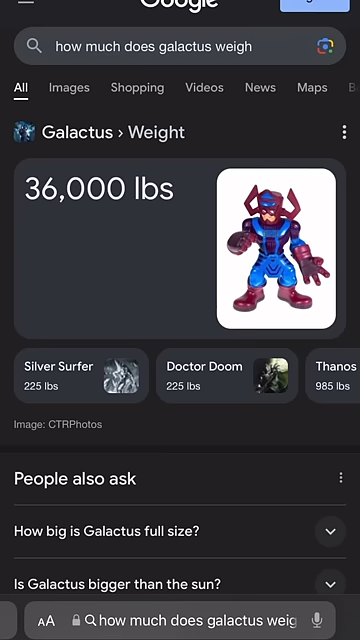 Google
how much does galactus weigh
All Images Shopping Videos News Maps
Galactus › Weight
36,000 lbs
Silver Surfer
225 lbs
Doctor Doom
225 lbs
Thanos
985 lbs
Image: CTRPhotos
People also ask
How big is Galactus full size?
Is Galactus bigger than the sun?
AA how much does galactus weig